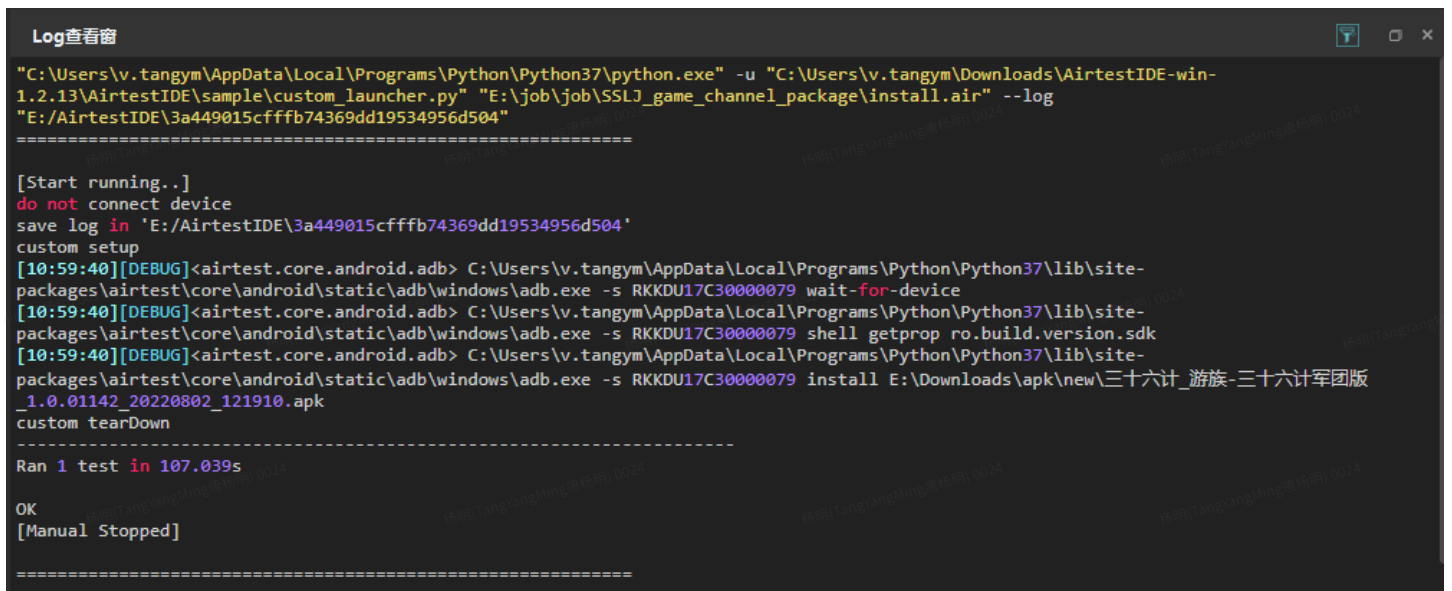 Log查看窗
"C:\Users\v.tangym\AppData\Local\Programs\Python\Python37\python.exe" -u "C:\Users\v.tangym\Downloads\AirtestIDE-win-
1.2.13\AirtestIDE\sample\custom_launcher.py" "E:\job\job\SSLJ_game_channel_package\install.air" --log
"E:/AirtestIDE\3a449015cfffb74369dd19534956d504"
============================================================
[Start running..]
do not connect device
save log in 'E:/AirtestIDE\3a449015cfffb74369dd19534956d504'
custom setup
[10:59:40][DEBUG]<airtest.core.android.adb> C:\Users\v.tangym\AppData\Local\Programs\Python\Python37\lib\site-
packages\airtest\core\android\static\adb\windows\adb.exe -s RKKDU17C30000079 wait-for-device
[10:59:40][DEBUG]<airtest.core.android.adb> C:\Users\v.tangym\AppData\Local\Programs\Python\Python37\lib\site-
packages\airtest\core\android\static\adb\windows\adb.exe -s RKKDU17C30000079 shell getprop ro.build.version.sdk
[10:59:40][DEBUG]<airtest.core.android.adb> C:\Users\v.tangym\AppData\Local\Programs\Python\Python37\lib\site-
packages\airtest\core\android\static\adb\windows\adb.exe -s RKKDU17C30000079 install E:\Downloads\apk\new\三十六计_游族-三十六计军团版
_1.0.01142_20220802_121910.apk
custom tearDown
----------------------------------------------------------------------
Ran 1 test in 107.039s
OK
[Manual Stopped]
============================================================